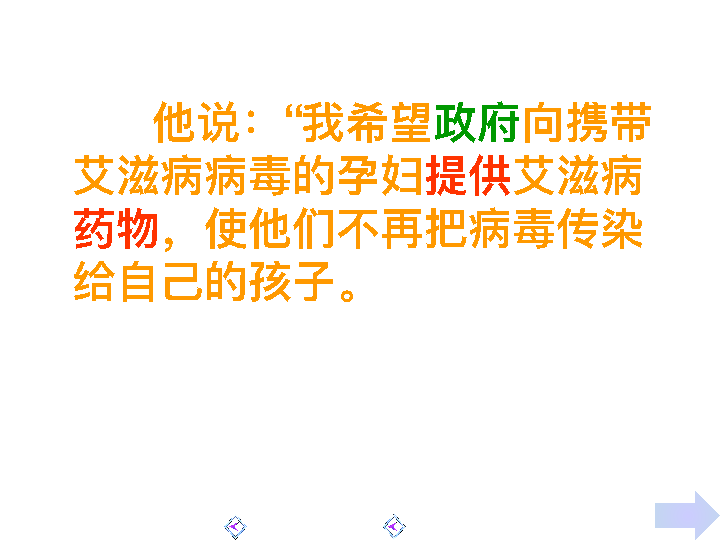 他说：“我希望政府向携带
艾滋病病毒的孕妇提供艾滋病
药物，使他们不再把病毒传染
给自己的孩子。